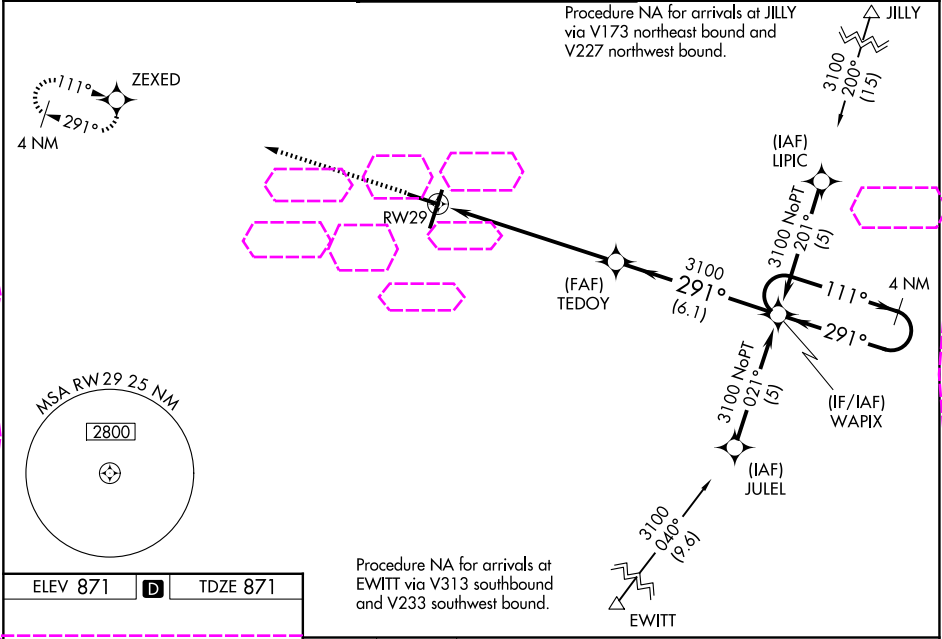 Procedure NA for arrivals at JILLY
via V173 northeast bound and
V227 northwest bound.
JILLY
3100
200°
(15)
ZEXED
111°
291°
4 NM
(IAF)
LIPIC
3100 NoPT
201°
(5)
RW29
(FAF)
TEDOY
3100
291°
(6.1)
111°
4 NM
291°
(IF/IAF)
WAPIX
3100 NoPT
021°
(5)
(IAF)
JULEL
MSA RW29 25 NM
2800
3100
040°
(9.6)
EWITT
Procedure NA for arrivals at
EWITT via V313 southbound
and V233 southwest bound.
ELEV 871 D TDZE 871